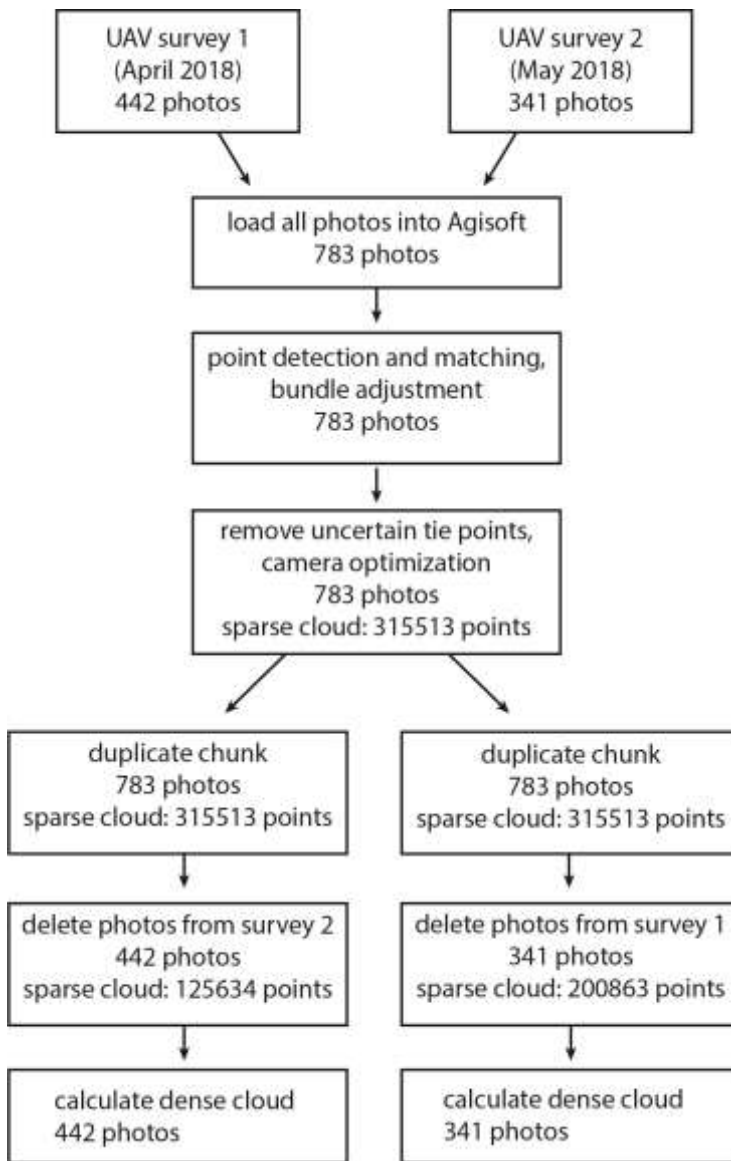 UAV survey 1
(April 2018)
442 photos
UAV survey 2
(May 2018)
341 photos
load all photos into Agisoft
783 photos
point detection and matching,
bundle adjustment
783 photos
remove uncertain tie points,
camera optimization
783 photos
sparse cloud: 315513 points
duplicate chunk
783 photos
sparse cloud: 315513 points
duplicate chunk
783 photos
sparse cloud: 315513 points
delete photos from survey 2
442 photos
sparse cloud: 125634 points
delete photos from survey 1
341 photos
sparse cloud: 200863 points
calculate dense cloud
442 photos
calculate dense cloud
341 photos